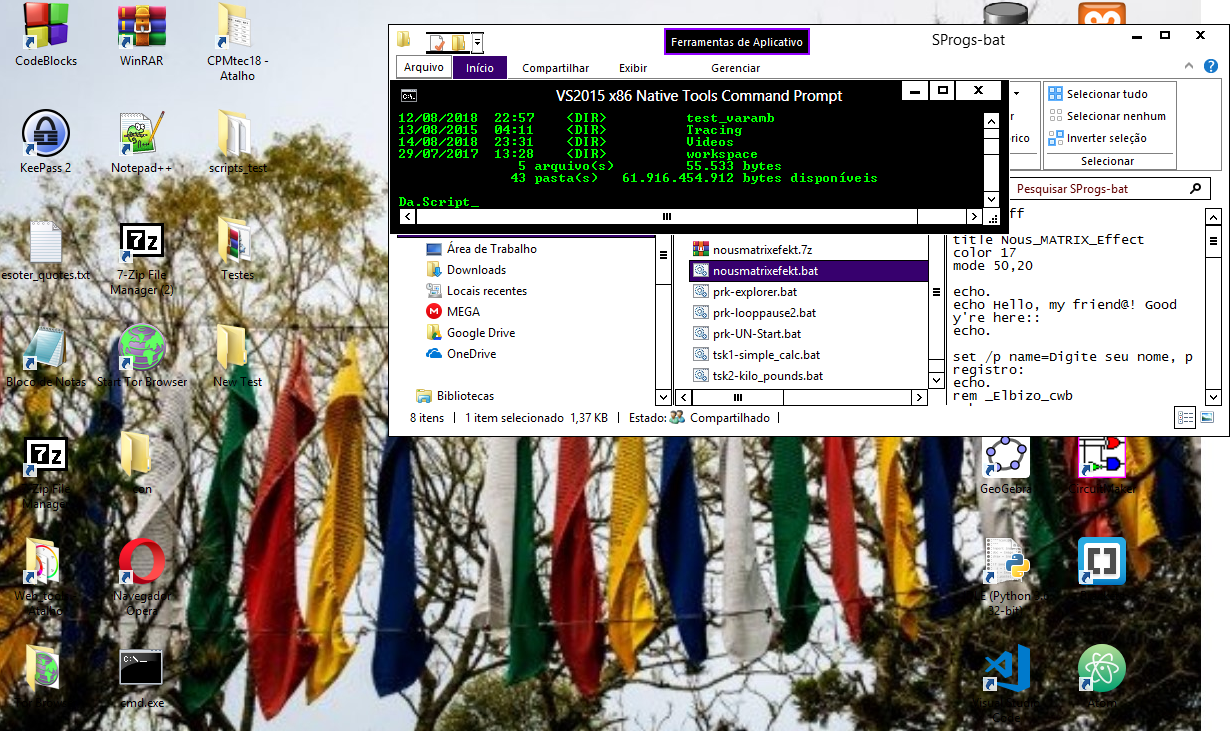 CodeBlocks
WinRAR
CPMtec18 -
Atalho
KeePass 2
Notepad++
scripts_test
esoter_quotes.txt
7-Zip File
Manager (2)
Testes
Bloco de Notas
Start Tor Browser
New Test
7-Zip File
Manager
Navegador
Opera
cmd.exe
Ferramentas de Aplicativo
SProgs-bat
Arquivo
Início
Compartilhar
Exibir
Gerenciar
VS2015 x86 Native Tools Command Prompt
12/08/2018 22:57 <DIR> test_varamb
13/08/2015 04:11 <DIR> Tracing
14/08/2018 23:31 <DIR> Videos
29/07/2017 13:28 <DIR> workspace
5 arquivo(s) 55.533 bytes
43 pasta(s) 61.916.454.912 bytes disponíveis
Da.Script_
Selecionar tudo
Selecionar nenhum
Inverter seleção
Selecionar
Pesquisar SProgs-bat
Área de Trabalho
Downloads
Locais recentes
MEGA
Google Drive
OneDrive
Bibliotecas
nousmatrixefekt.7z
nousmatrixefekt.bat
prk-explorer.bat
prk-looppause2.bat
prk-UN-Start.bat
tsk1-simple_calc.bat
tsk2-kilo_pounds.bat
title Nous_MATRIX_Effect
color 17
mode 50,20
echo.
echo Hello, my friend@! Good
y're here::
echo.
set /p name=Digite seu nome, p
registro:
echo.
rem _Elbizo_cwb
8 itens
1 item selecionado 1,37 KB
Estado: Compartilhado
GeoGebra
CircuitMaker
(Python
32-bit)
Atom